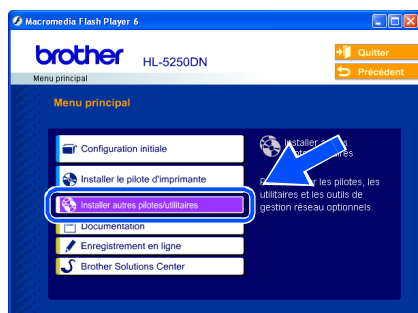 Macromedia Flash Player 6
brother HL-5250DN
Quitter
Précédent
Menu principal
Menu principal
Configuration initiale
Installer le pilote d'imprimante
Installer autres pilotes/utilitaires
Documentation
Enregistrement en ligne
Brother Solutions Center
Installer
les pilotes, les
utilitaires et les outils de
gestion réseau optionnels.